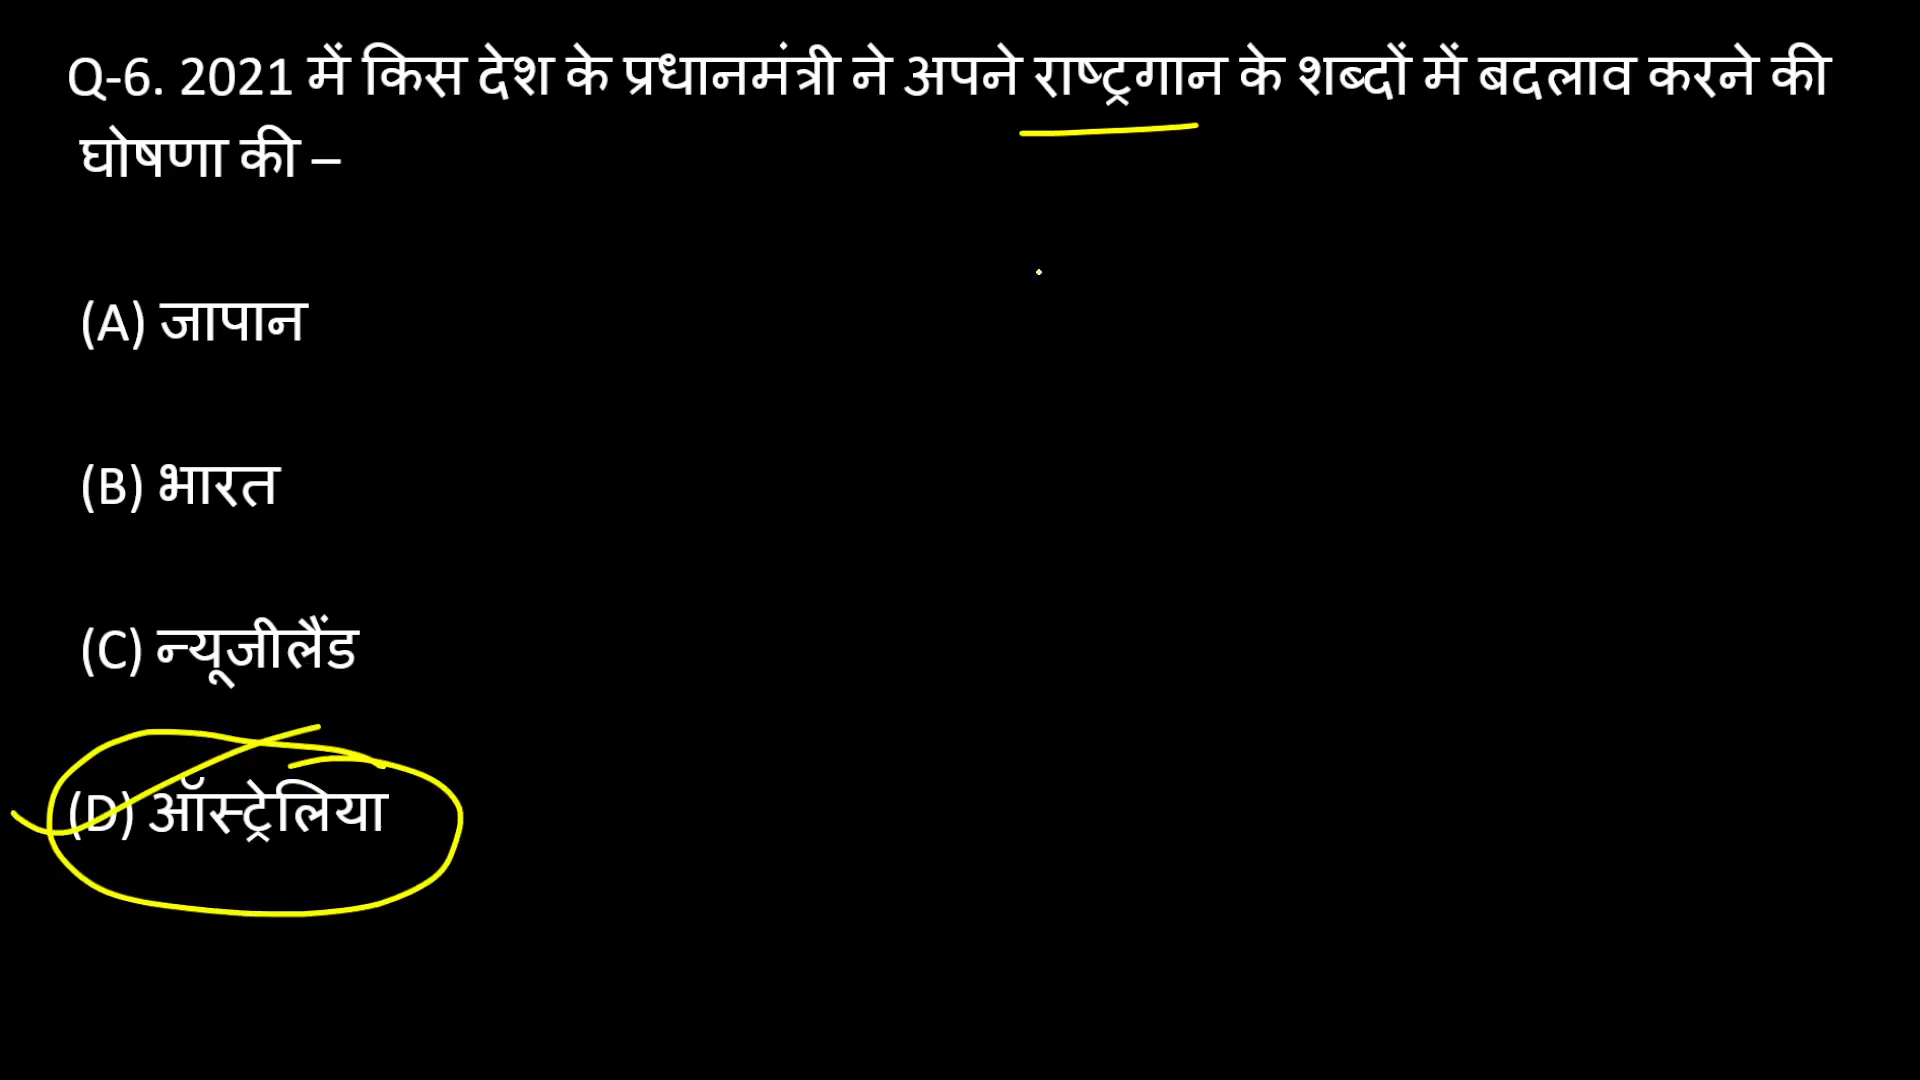 Q-6. 2021 में किस देश के प्रधानमंत्री ने अपने राष्ट्रगान के शब्दों में बदलाव करने की
घोषणा की –
(A) जापान
(B) भारत
(C) न्यूजीलैंड
(D) ऑस्ट्रेलिया